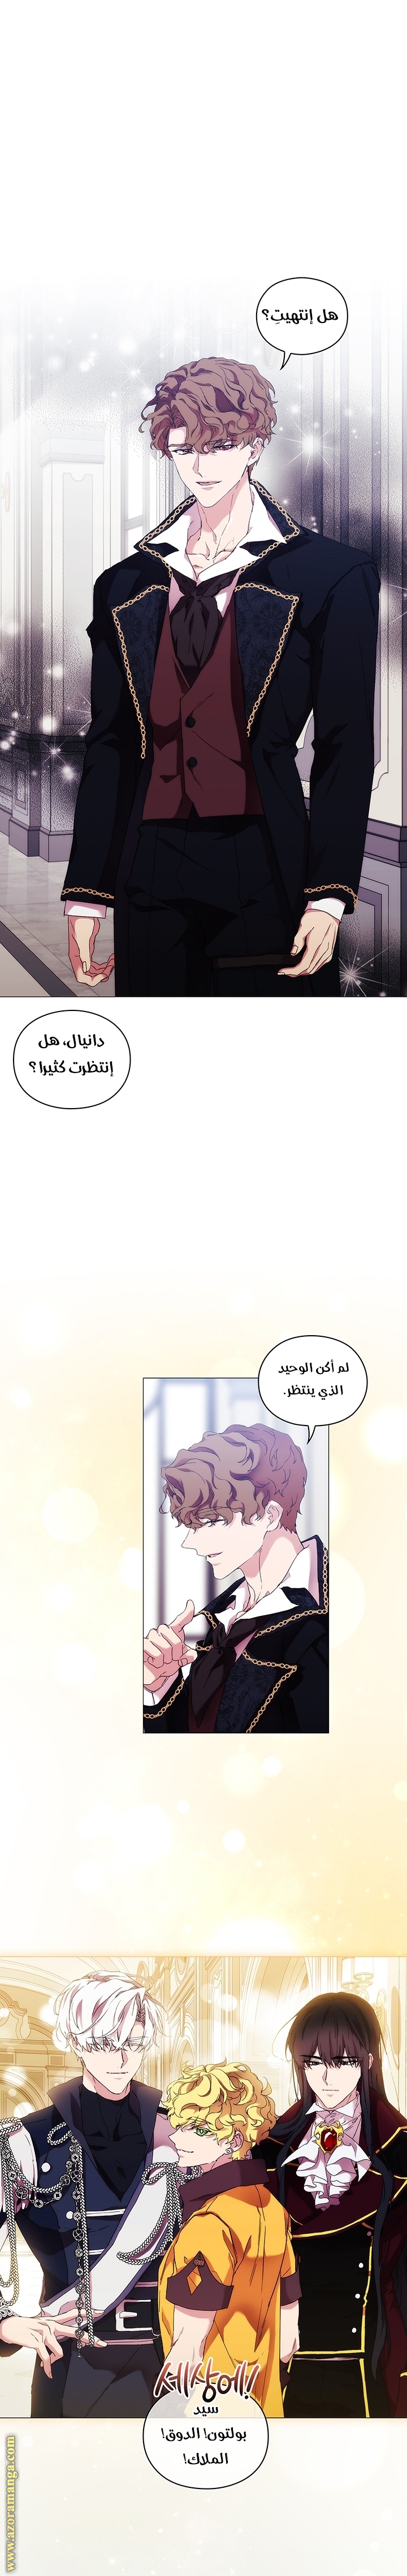 هل إنتهيتِ؟
دانيال، هل
إنتظرت كثيرا؟
لم أكن الوحيد
الذي ينتظر.
세상에!
سيد
بولتون! الدوق!
الملاك!
www.azoramanga.com